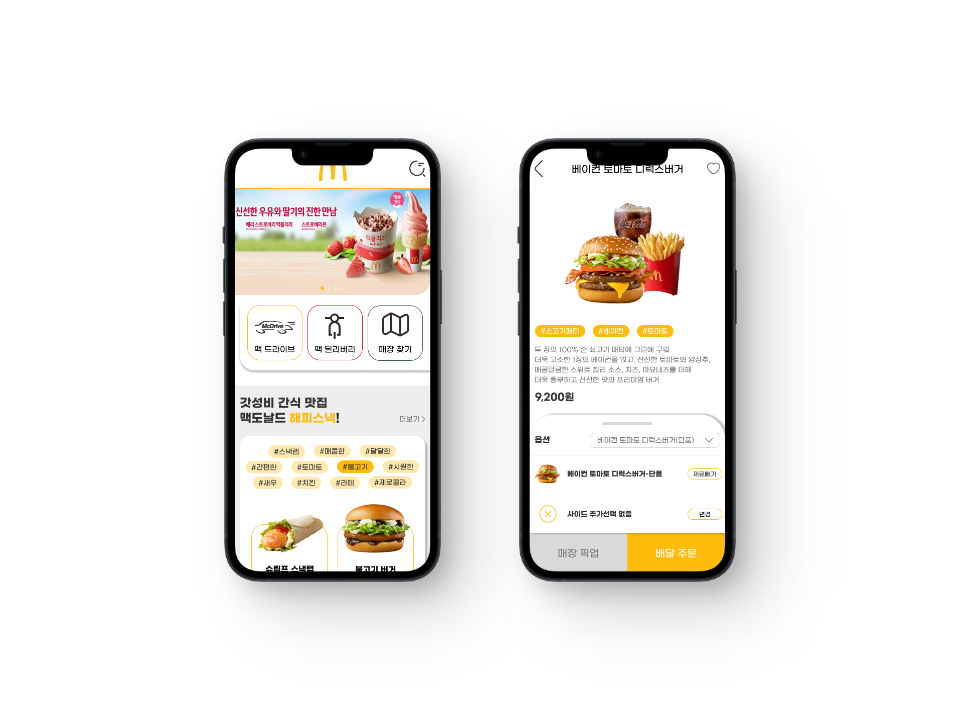 신선한 우유와 딸기의 진한 만남
베리 스트로베리 맥플러리 스트로베리콘
맥플러리
McDrive
맥 드라이브
맥 딜리버리
매장 찾기
갓성비 간식 맛집
맥도날드 해피스낵!
더보기
#스낵랩 #매콤한 #달달한
#간편한 #토마토 #불고기 #시원한
#새우 #치킨 #라떼 #제로콜라
슈림프 스낵랩
불고기 버거
베이컨 토마토 디럭스버거
Coca-Cola
#소고기패티 #베이컨 #토마토
두 장의 100% 순 쇠고기 패티에 그릴에 구워
더욱 고소한 1장의 베이컨을 얹고, 신선한 토마토와 양상추,
매콤달콤한 스위트 칠리 소스, 치즈, 마요네즈를 더해
더욱 풍부하고 신선한 맛의 프리미엄 버거
9,200원
옵션
베이컨 토마토 디럭스버거(단품)
베이컨 토마토 디럭스버거-단품
재료빼기
사이드 추가선택 없음
변경
매장 픽업
배달 주문